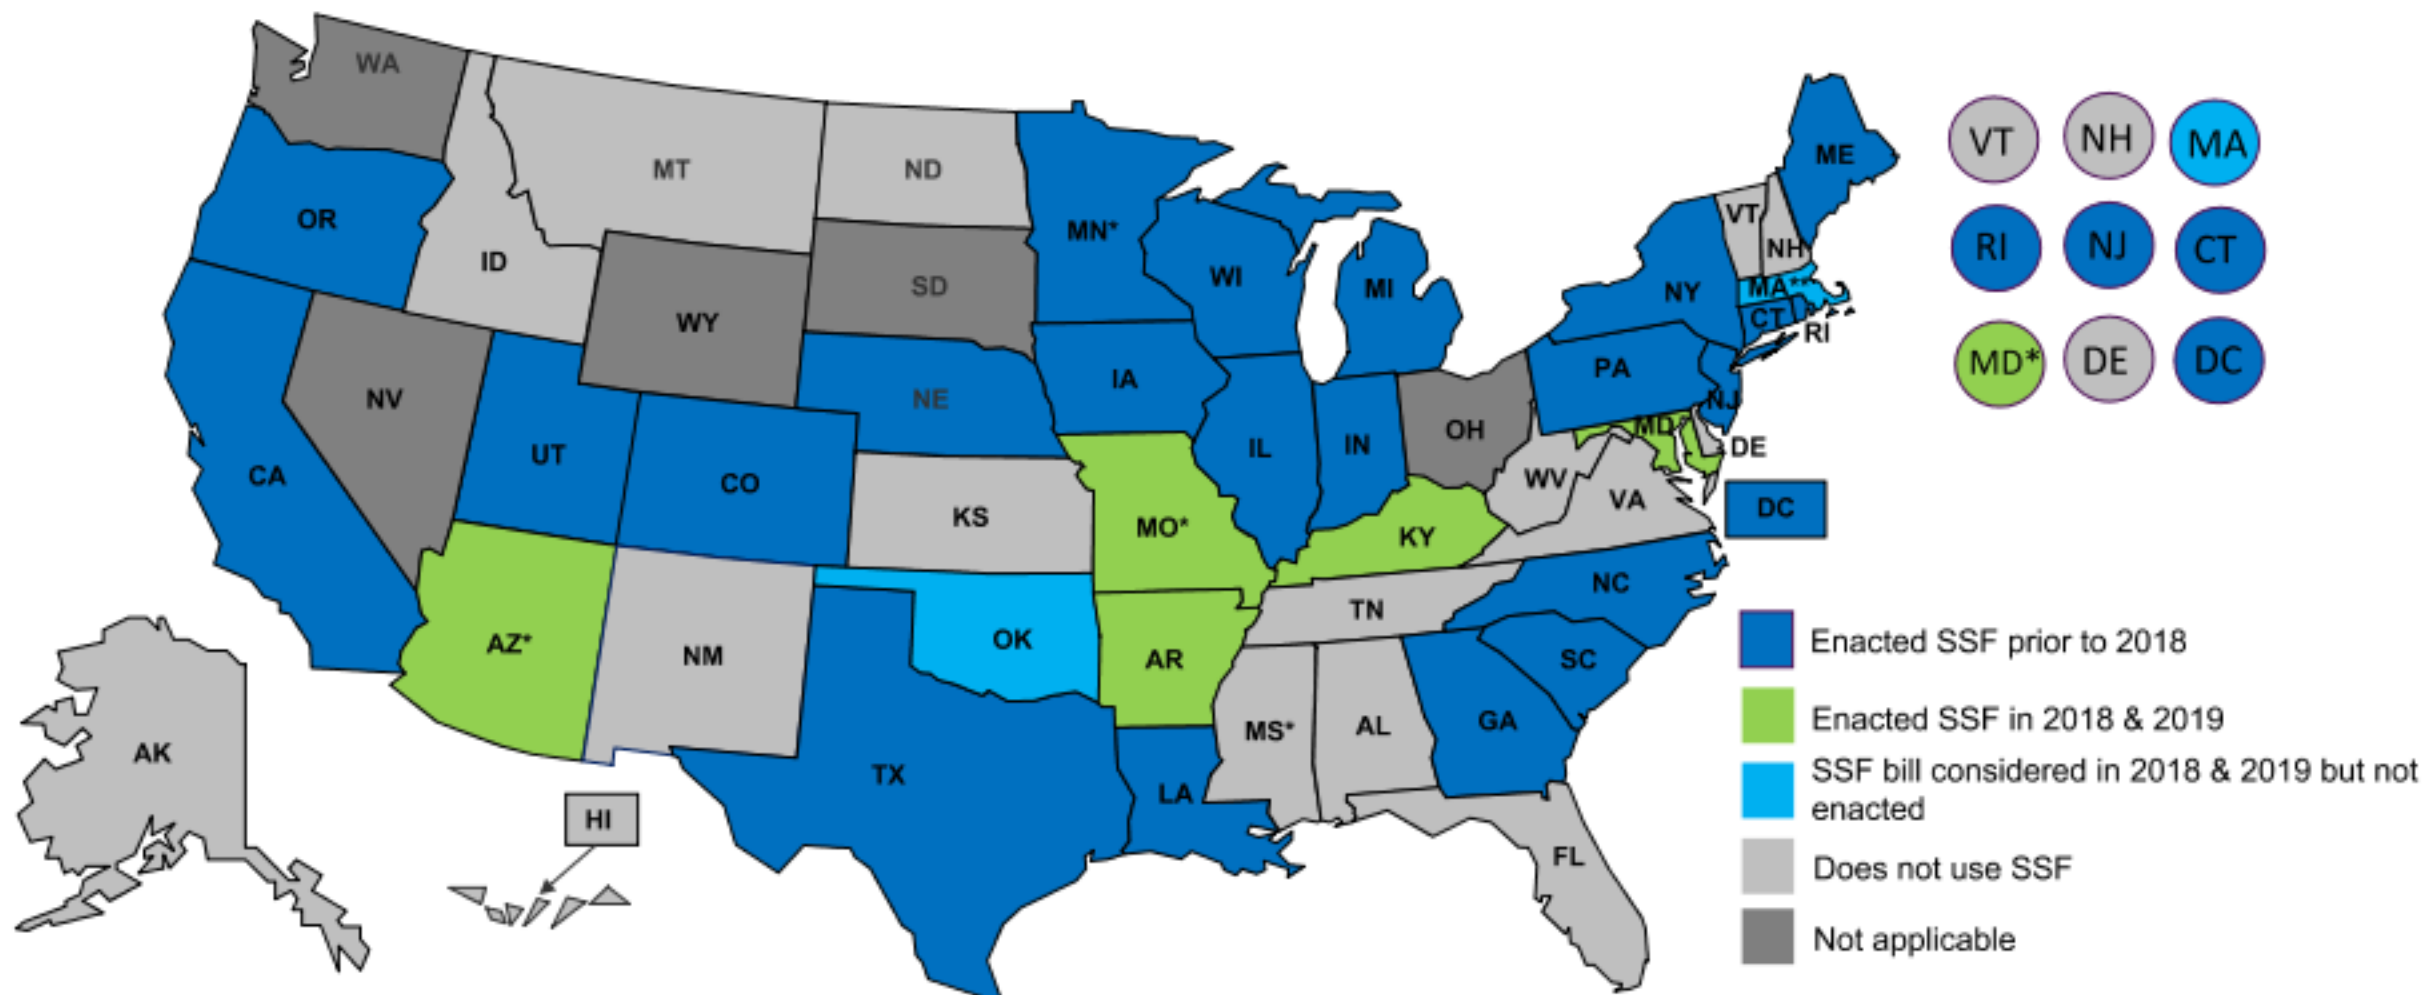 WA
MT
ND
MN*
ME
VT
NH
MA
OR
ID
SD
WI
MI
NY
VT
NH
MA**
CT
RI
RI
NJ
CT
WY
NE
IA
PA
NJ
MD*
DE
DC
NV
UT
CO
IL
IN
OH
MD*
DE
CA
KS
MO*
KY
WV
VA
DC
AZ*
NM
OK
AR
TN
NC
SC
MS*
AL
GA
AK
HI
TX
LA
FL
Enacted SSF prior to 2018
Enacted SSF in 2018 & 2019
SSF bill considered in 2018 & 2019 but not
enacted
Does not use SSF
Not applicable